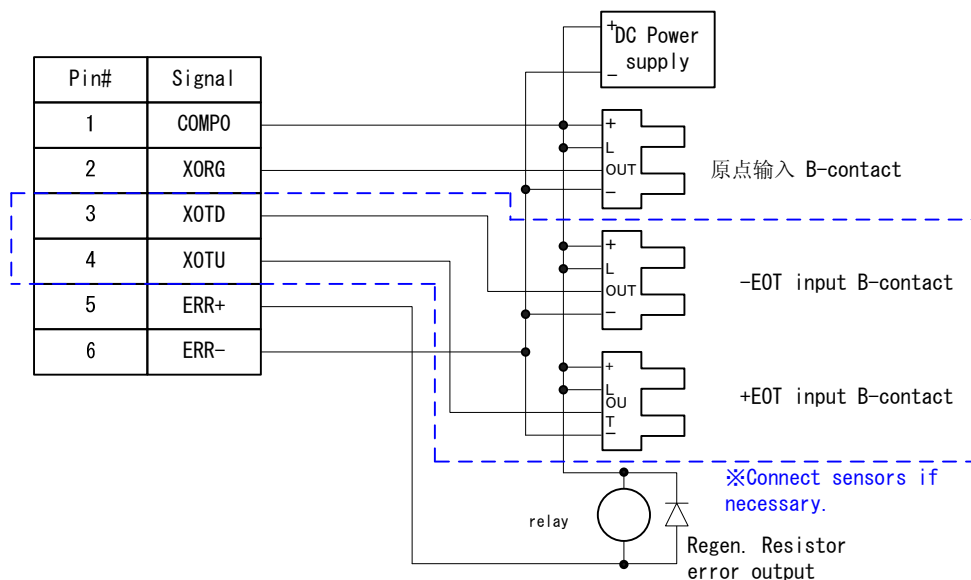 +
DC Power
supply
−
Pin# Signal
1 COMPO
2 XORG
3 XOTD
4 XOTU
5 ERR+
6 ERR-
+
L
OUT
−
原点输入 B-contact
+
L
OUT
−
-EOT input B-contact
+
L
OU
T
−
+EOT input B-contact
※Connect sensors if
necessary.
relay
Regen. Resistor
error output